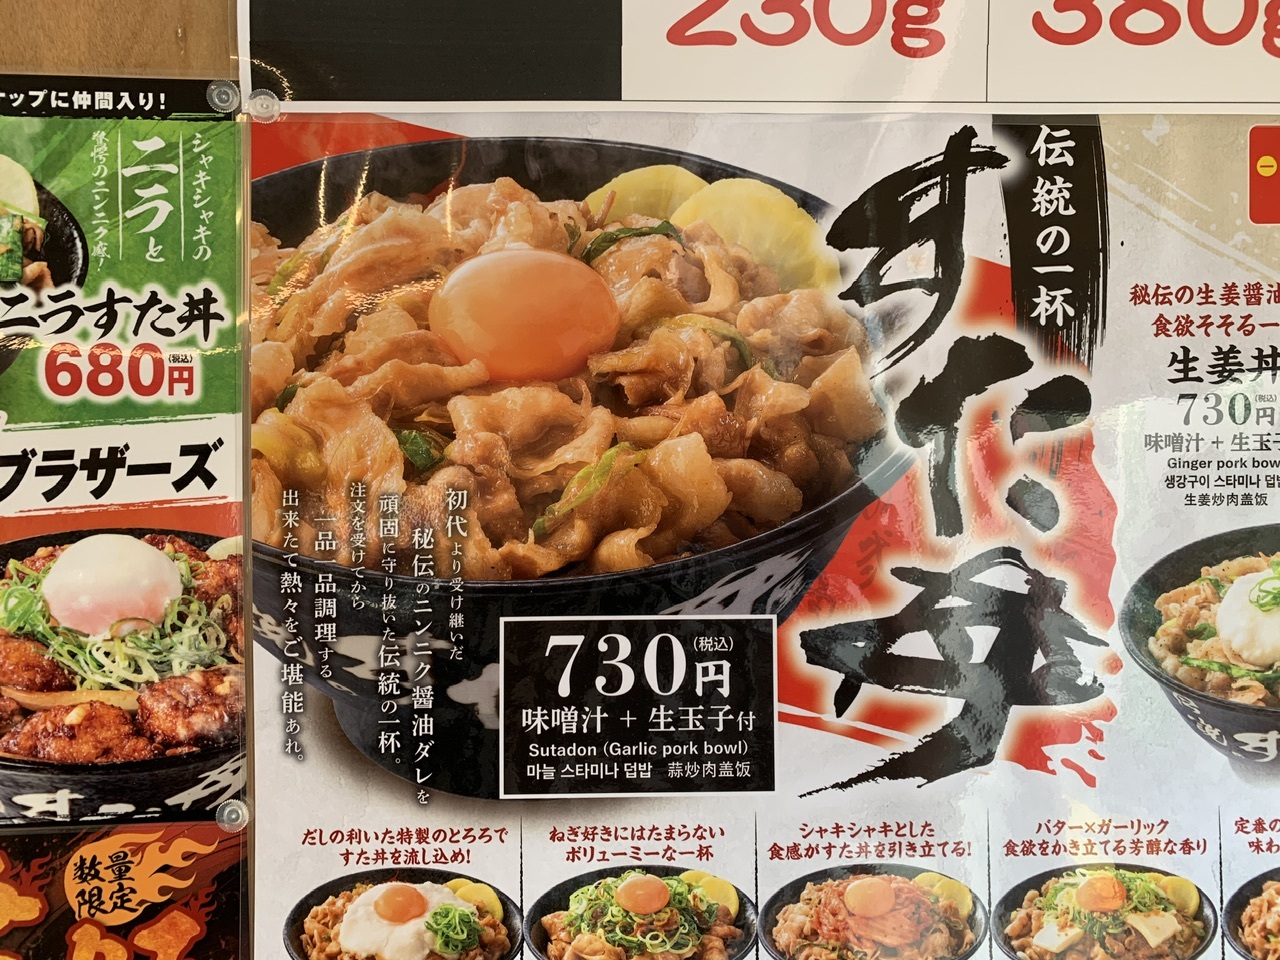 230g
380g
ナップに仲間入り!
シャキシャキの
ニラと
驚愕のニンニク感!
ニラすた丼
680円
(税込)
ブラザーズ
数量
限定
伝統の一杯
すた丼
初代より受け継いだ
秘伝のニンニク醤油ダレを
頑固に守り抜いた伝統の一杯。
注文を受けてから
一品一品調理する
出来たて熱々をご堪能あれ。
730円
(税込)
味噌汁 + 生玉子付
Sutadon (Garlic pork bowl)
마늘 스타미나 덮밥 蒜炒肉盖饭
秘伝の生姜醤油
食欲そそる一
生姜丼
730円
(税込)
味噌汁 + 生玉子
Ginger pork bow
생강구이 스타미나 덮밥
生姜炒肉盖饭
だしの利いた特製のとろろで
すた丼を流し込め!
ねぎ好きにはたまらない
ボリューミーな一杯
シャキシャキとした
食感がすた丼を引き立てる!
バター×ガーリック
食欲をかき立てる芳醇な香り
定番の
味わ